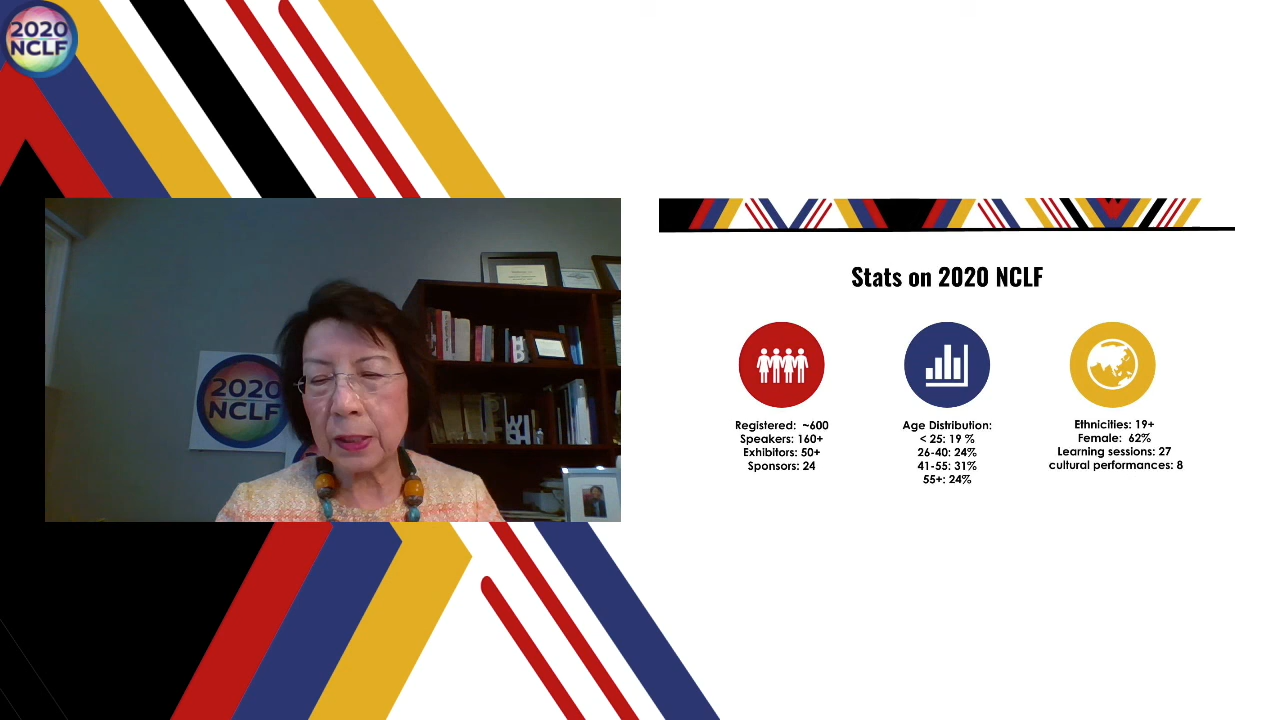 2020
NCLF
2020
NCLF
Stats on 2020 NCLF
Registered: ~600
Speakers: 160+
Exhibitors: 50+
Sponsors: 24
Age Distribution:
< 25: 19 %
26-40: 24%
41-55: 31%
55+: 24%
Ethnicities: 19+
Female: 62%
Learning sessions: 27
cultural performances: 8